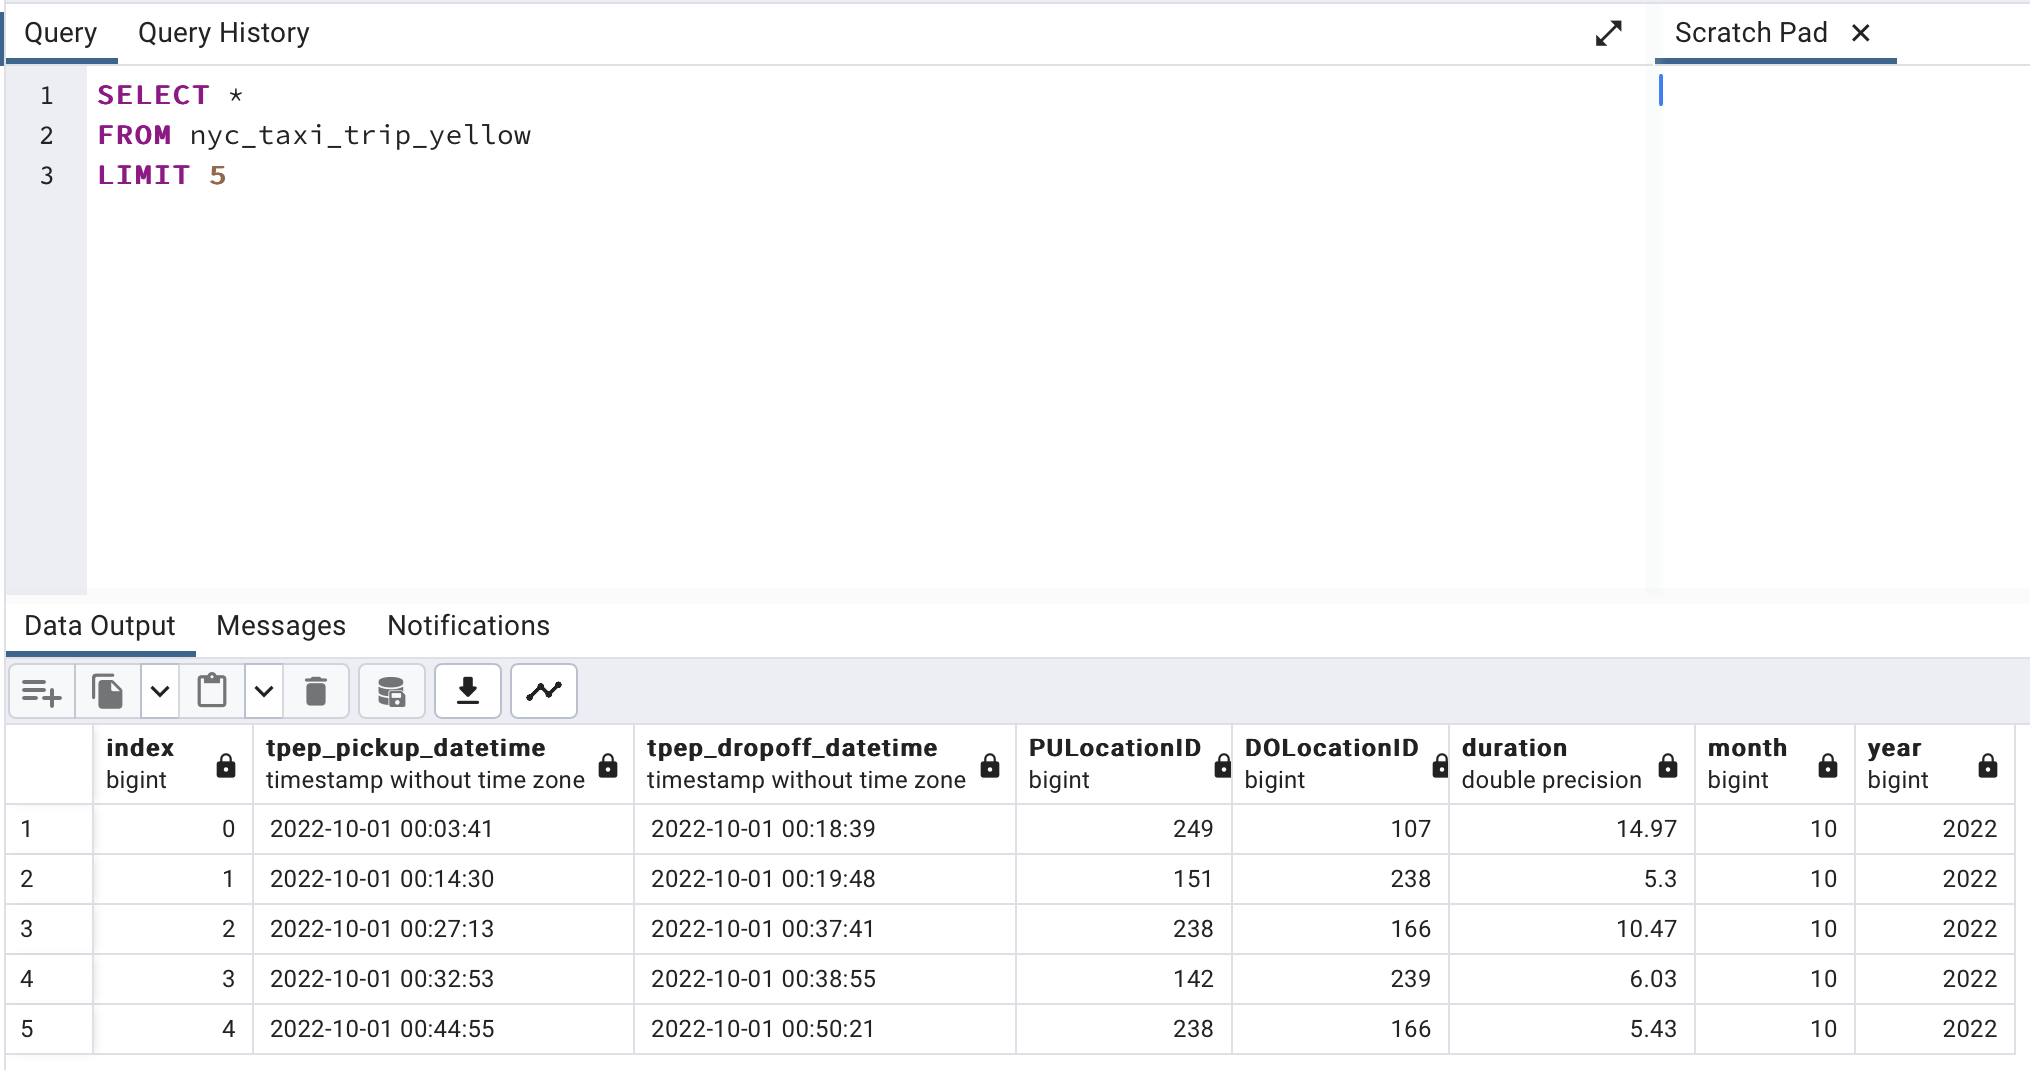 Query Query History Scratch Pad
1 SELECT *
2 FROM nyc_taxi_trip_yellow
3 LIMIT 5
Data Output Messages Notifications
index tpep_pickup_datetime tpep_dropoff_datetime PULocationID DOLocationID duration month year
bigint timestamp without time zone timestamp without time zone bigint bigint double precision bigint bigint
1 0 2022-10-01 00:03:41 2022-10-01 00:18:39 249 107 14.97 10 2022
2 1 2022-10-01 00:14:30 2022-10-01 00:19:48 151 238 5.3 10 2022
3 2 2022-10-01 00:27:13 2022-10-01 00:37:41 238 166 10.47 10 2022
4 3 2022-10-01 00:32:53 2022-10-01 00:38:55 142 239 6.03 10 2022
5 4 2022-10-01 00:44:55 2022-10-01 00:50:21 238 166 5.43 10 2022